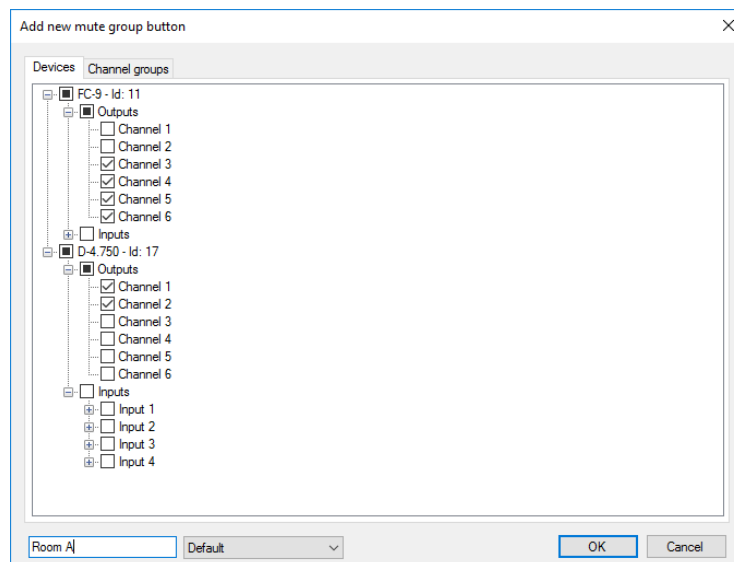 Add new mute group button
Devices Channel groups
FC-9 - Id: 11
Outputs
Channel 1
Channel 2
Channel 3
Channel 4
Channel 5
Channel 6
Inputs
D-4.750 - Id: 17
Outputs
Channel 1
Channel 2
Channel 3
Channel 4
Channel 5
Channel 6
Inputs
Input 1
Input 2
Input 3
Input 4
Room A Default OK Cancel